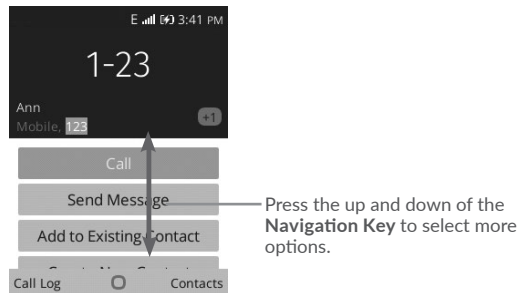 E 3:41 PM
1-23
Ann
Mobile, 123
+1
Call
Send Message
Add to Existing Contact
Call Log
Contacts
Press the up and down of the
Navigation Key to select more
options.